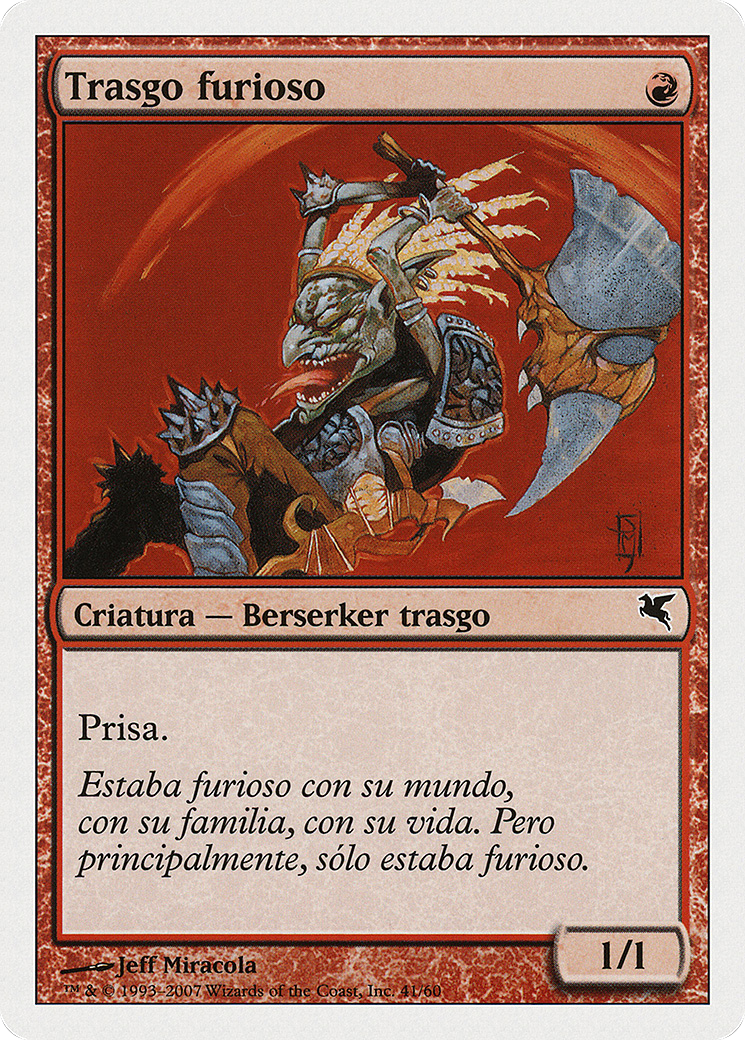 Trasgo furioso
Criatura — Berserker trasgo
Prisa.
Estaba furioso con su mundo,
con su familia, con su vida. Pero
principalmente, sólo estaba furioso.
1/1
Jeff Miracola
™ & © 1993-2007 Wizards of the Coast, Inc. 41/60